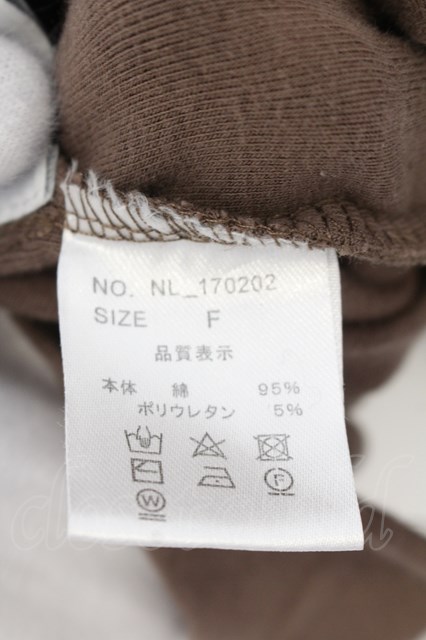 NO. NL_170202
SIZE F
品質表示
本体 綿 95%
ポリウレタン 5%
F
W